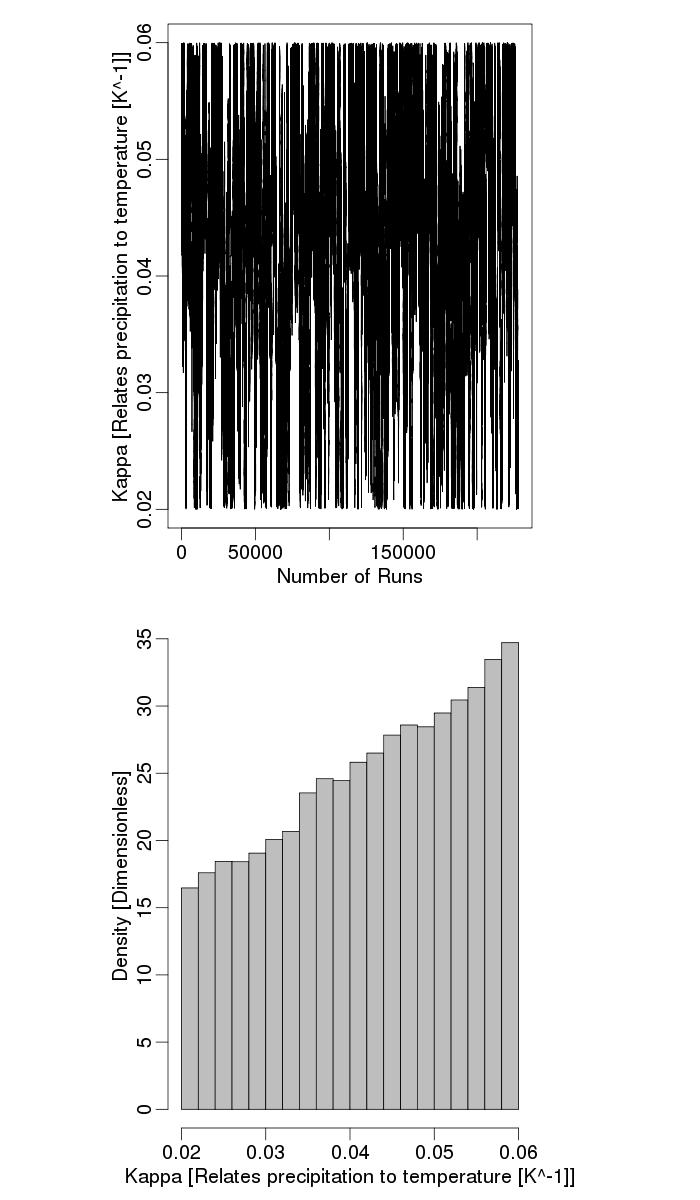 Kappa [Relates precipitation to temperature [K^-1]]
0.06
0.05
0.04
0.03
0.02
0 50000 150000
Number of Runs
Density [Dimensionless]
35
30
25
20
15
10
5
0
0.02 0.03 0.04 0.05 0.06
Kappa [Relates precipitation to temperature [K^-1]]